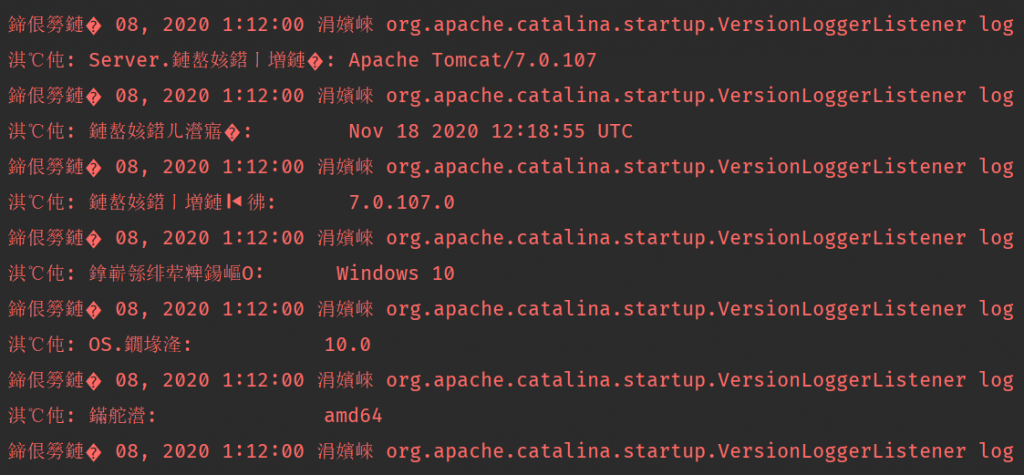 鍗佷簩鏈� 08, 2020 1:12:00 涓嬪崍 org.apache.catalina.startup.VersionLoggerListener log
淇℃伅: Server.鏈嶅姟鍣ㄧ増鏈�: Apache Tomcat/7.0.107
鍗佷簩鏈� 08, 2020 1:12:00 涓嬪崍 org.apache.catalina.startup.VersionLoggerListener log
淇℃伅: 鏈嶅姟鍣ㄦ瀯寤�: Nov 18 2020 12:18:55 UTC
鍗佷簩鏈� 08, 2020 1:12:00 涓嬪崍 org.apache.catalina.startup.VersionLoggerListener log
淇℃伅: 鏈嶅姟鍣ㄧ増鏈彿: 7.0.107.0
鍗佷簩鏈� 08, 2020 1:12:00 涓嬪崍 org.apache.catalina.startup.VersionLoggerListener log
淇℃伅: Windows 10
鍗佷簩鏈� 08, 2020 1:12:00 涓嬪崍 org.apache.catalina.startup.VersionLoggerListener log
淇℃伅: OS.鐗堟湰: 10.0
鍗佷簩鏈� 08, 2020 1:12:00 涓嬪崍 org.apache.catalina.startup.VersionLoggerListener log
淇℃伅: 鏋舵瀯: amd64
鍗佷簩鏈� 08, 2020 1:12:00 涓嬪崍 org.apache.catalina.startup.VersionLoggerListener log